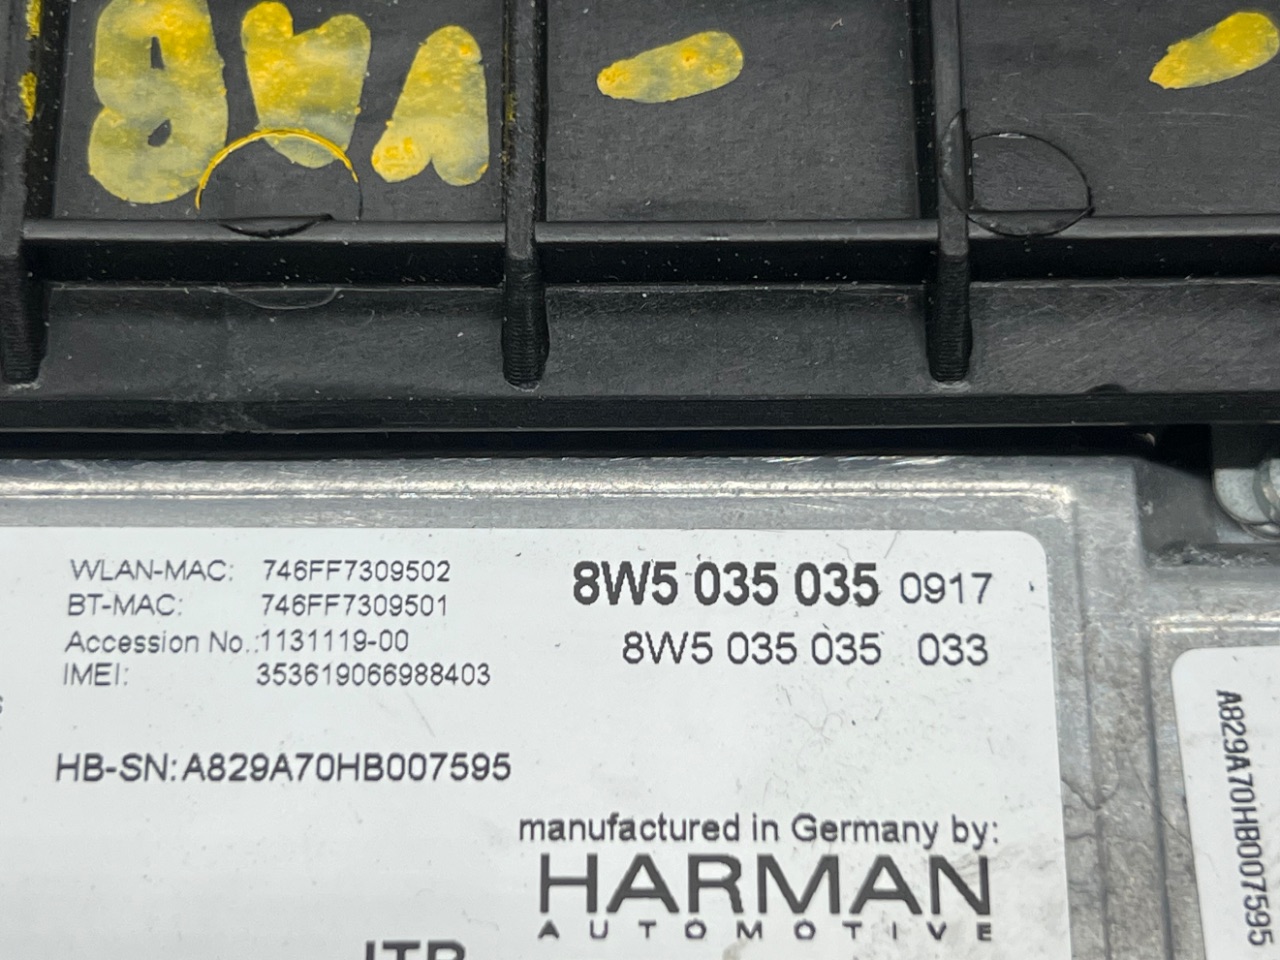 WLAN-MAC: 746FF7309502
BT-MAC: 746FF7309501
Accession No.:1131119-00
IMEI: 353619066988403
8W5 035 035 0917
8W5 035 035 033
HB-SN:A829A70HB007595
manufactured in Germany by:
HARMAN
AUTOMOTIVE
A829A70HB007595